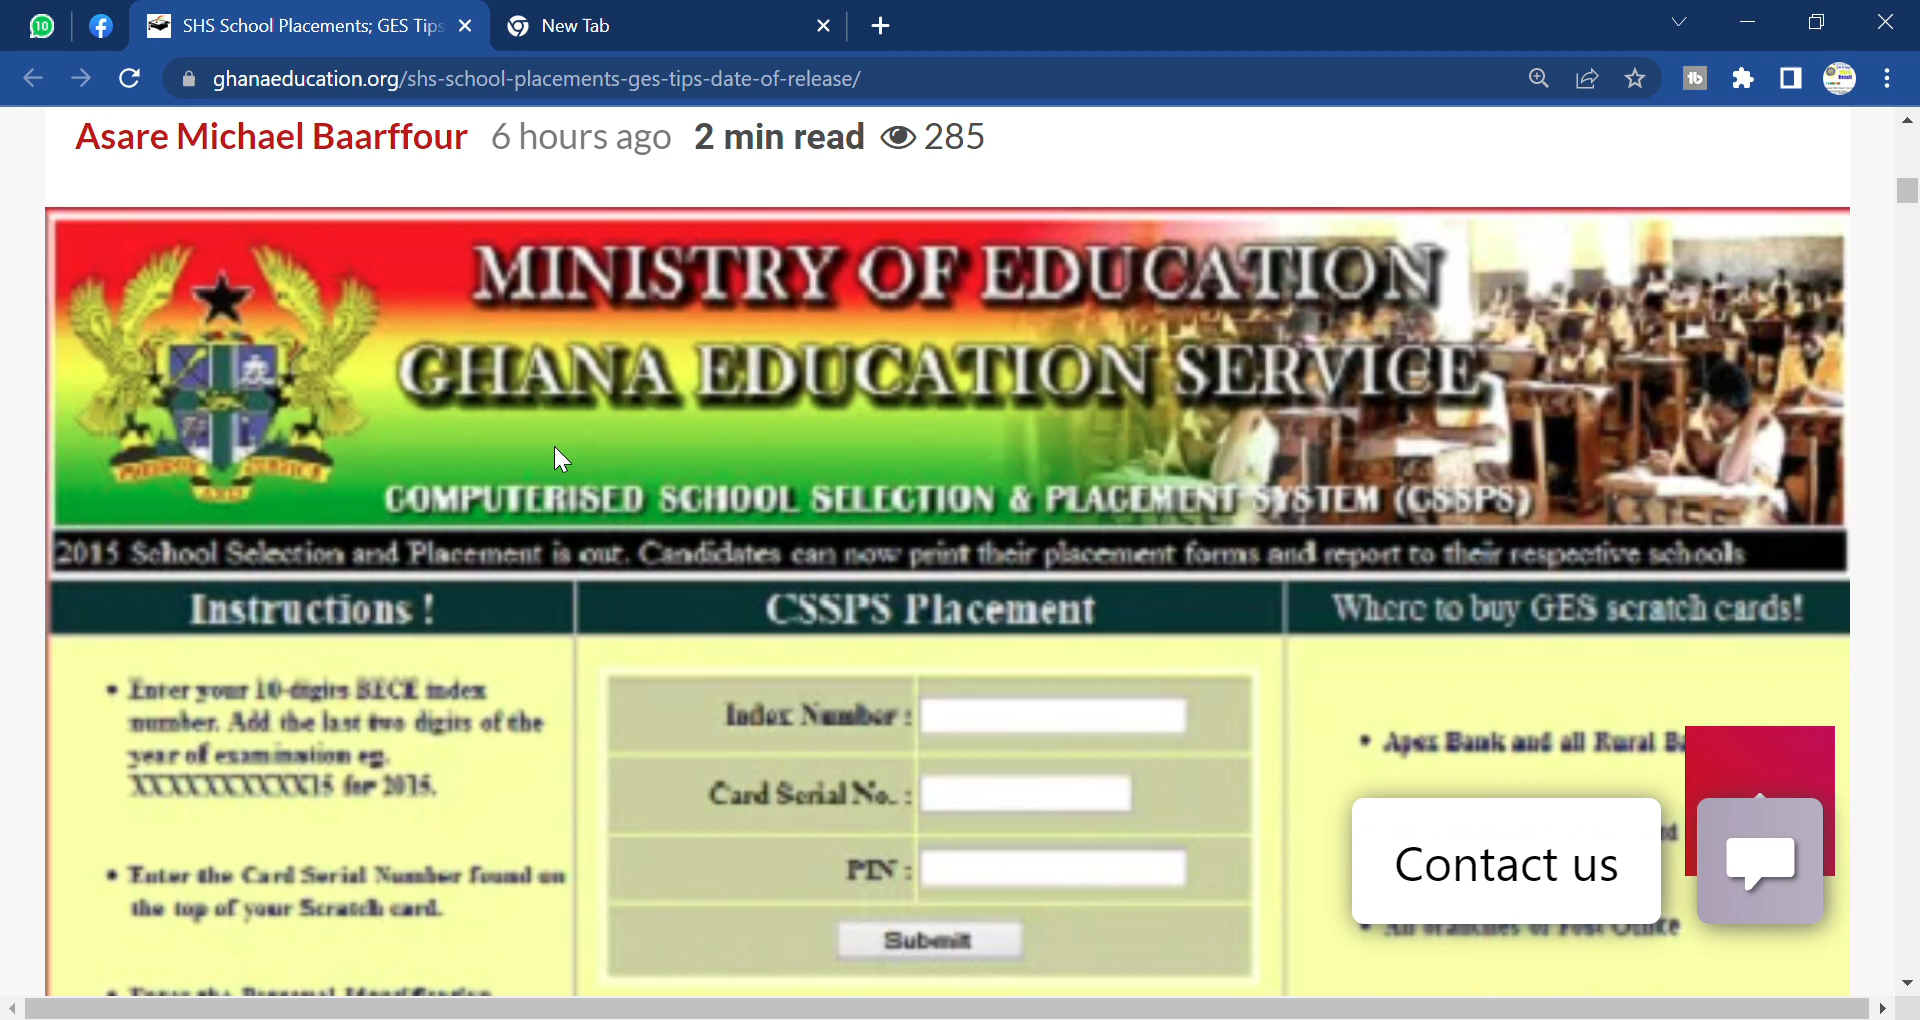 10
SHS School Placements; GES Tips
New Tab
ghanaeducation.org/shs-school-placements-ges-tips-date-of-release/
Asare Michael Baarffour 6 hours ago 2 min read 285
MINISTRY OF EDUCATION
GHANA EDUCATION SERVICE
COMPUTERISED SCHOOL SELECTION & PLACEMENT SYSTEM (CSSPS)
2015 School Selection and Placement is out. Candidates can now print their placement forms and report to their respective schools
Instructions !
CSSPS Placement
Where to buy GES scratch cards!
• Enter your 10-digits BECE index
number. Add the last two digits of the
year of examination eg.
XXXXXXXXXX15 for 2015.
• Enter the Card Serial Number found on
the top of your Scratch card.
Index Number :
Card Serial No. :
PIN :
Submit
• Apex Bank and all Rural
• All branches of Post Office
Contact us